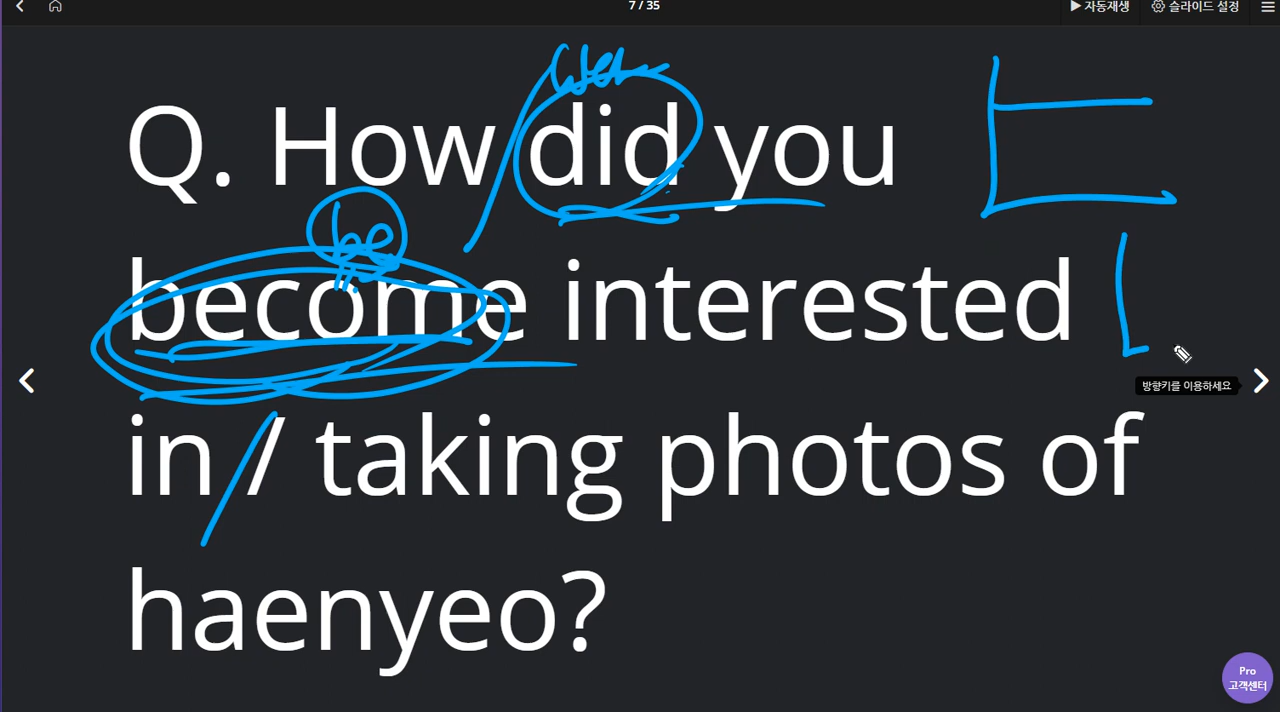 7 / 35
자동재생
슬라이드 설정
Q. How did you
be
become interested
방향키를 이용하세요
in / taking photos of
haenyeo?
Pro
고객센터